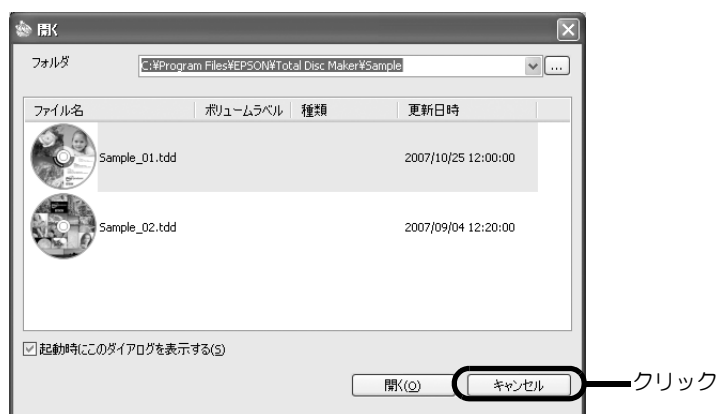 開く
フォルダ C:¥Program Files¥EPSON¥Total Disc Maker¥Sample ...
ファイル名 ボリュームラベル 種類 更新日時
Sample_01.tdd 2007/10/25 12:00:00
Sample_02.tdd 2007/09/04 12:20:00
起動時にこのダイアログを表示する(S)
開く(O) キャンセル クリック